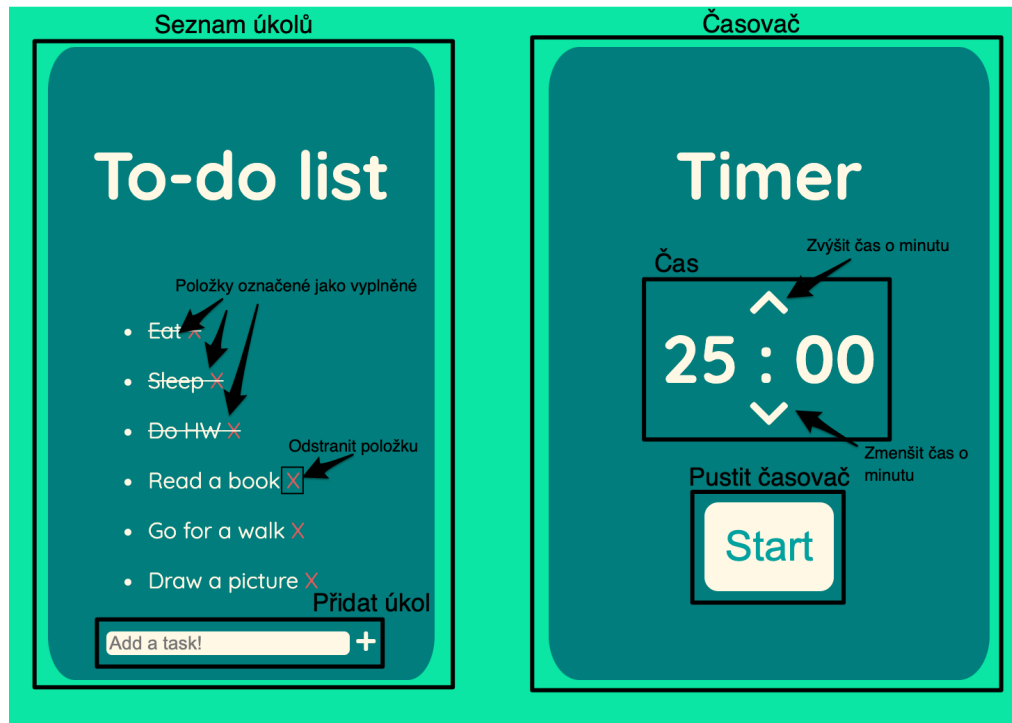 Seznam úkolů
To-do list
Položky označené jako vyplněné
Eat X
Sleep X
Do HW X
Odstranit položku
Read a book X
Go for a walk X
Draw a picture X
Přidat úkol
Add a task! +
Časovač
Timer
Zvýšit čas o minutu
Čas
25 : 00
Zmenšit čas o
minutu
Pustit časovač
Start